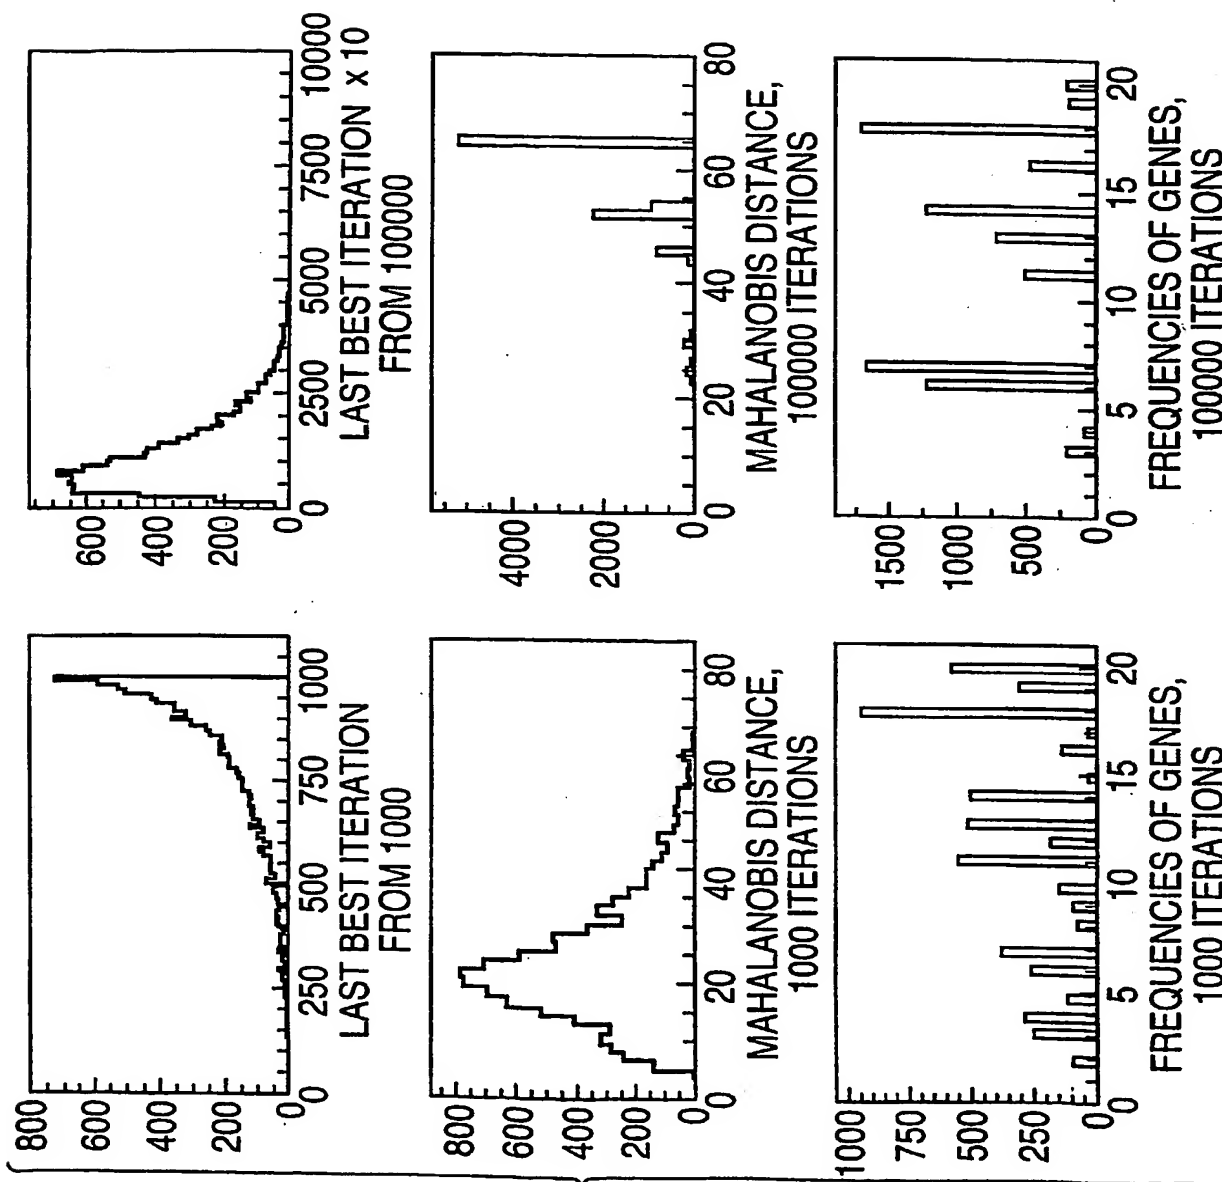 800
600
400
200
0
0 250 500 750 1000
LAST BEST ITERATION
FROM 1000
600
400
200
0
0 2500 5000 7500 10000
LAST BEST ITERATION x 10
FROM 100000
800
600
400
200
0
0 20 40 60 80
MAHALANOBIS DISTANCE,
1000 ITERATIONS
4000
2000
0
0 20 40 60 80
MAHALANOBIS DISTANCE,
100000 ITERATIONS
1000
750
500
250
0
0 5 10 15 20
FREQUENCIES OF GENES,
1000 ITERATIONS
1500
1000
500
0
0 5 10 15 20
FREQUENCIES OF GENES,
100000 ITERATIONS